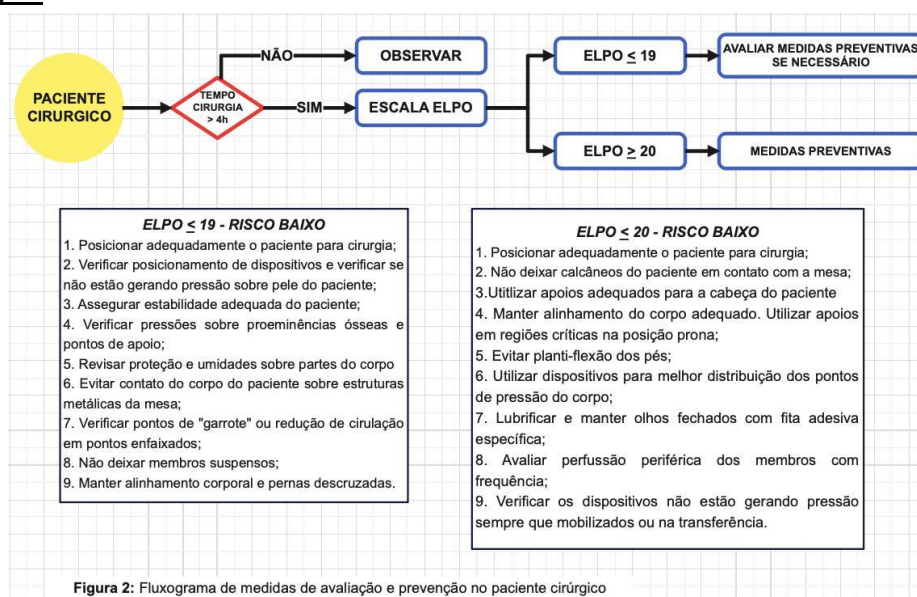 NÃO
OBSERVAR
ELPO ≤ 19
AVALIAR MEDIDAS PREVENTIVAS
SE NECESSÁRIO
PACIENTE
CIRURGICO
TEMPO
CIRURGIA
> 4h
SIM
ESCALA ELPO
ELPO ≥ 20
MEDIDAS PREVENTIVAS
ELPO ≤ 19 - RISCO BAIXO
1. Posicionar adequadamente o paciente para cirurgia;
2. Verificar posicionamento de dispositivos e verificar se
não estão gerando pressão sobre pele do paciente;
3. Assegurar estabilidade adequada do paciente;
4. Verificar pressões sobre proeminências ósseas e
pontos de apoio;
5. Revisar proteção e umidades sobre partes do corpo
6. Evitar contato do corpo do paciente sobre estruturas
metálicas da mesa;
7. Verificar pontos de "garrote" ou redução de cirulação
em pontos enfaixados;
8. Não deixar membros suspensos;
9. Manter alinhamento corporal e pernas descruzadas.
ELPO ≤ 20 - RISCO BAIXO
1. Posicionar adequadamente o paciente para cirurgia;
2. Não deixar calcâneos do paciente em contato com a mesa;
3.Utitlizar apoios adequados para a cabeça do paciente
4. Manter alinhamento do corpo adequado. Utilizar apoios
em regiões críticas na posição prona;
5. Evitar planti-flexão dos pés;
6. Utilizar dispositivos para melhor distribuição dos pontos
de pressão do corpo;
7. Lubrificar e manter olhos fechados com fita adesiva
específica;
8. Avaliar perfussão periférica dos membros com
frequência;
9. Verificar os dispositivos não estão gerando pressão
sempre que mobilizados ou na transferência.
Figura 2: Fluxograma de medidas de avaliação e prevenção no paciente cirúrgico